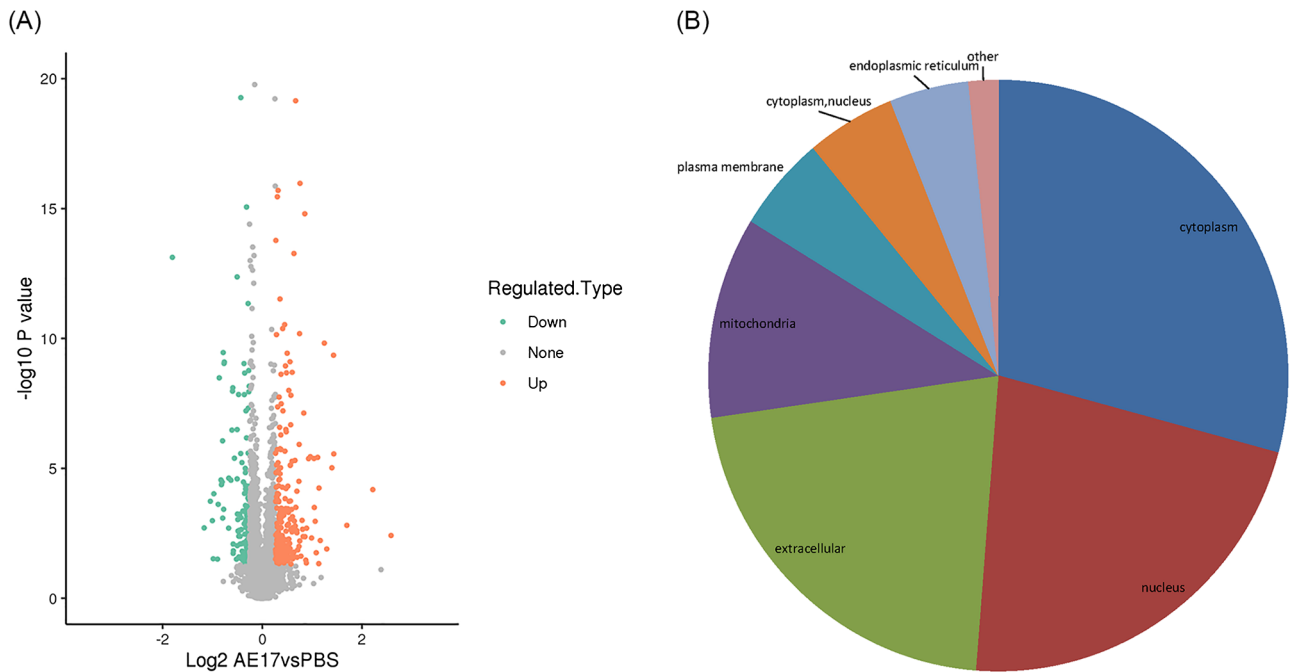 (A)
20
15
10
5
0
-log10 P value
-2
0
2
Log2 AE17vsPBS
Regulated.Type
Down
None
Up
(B)
other
endoplasmic reticulum
cytoplasm,nucleus
plasma membrane
cytoplasm
mitochondria
extracellular
nucleus